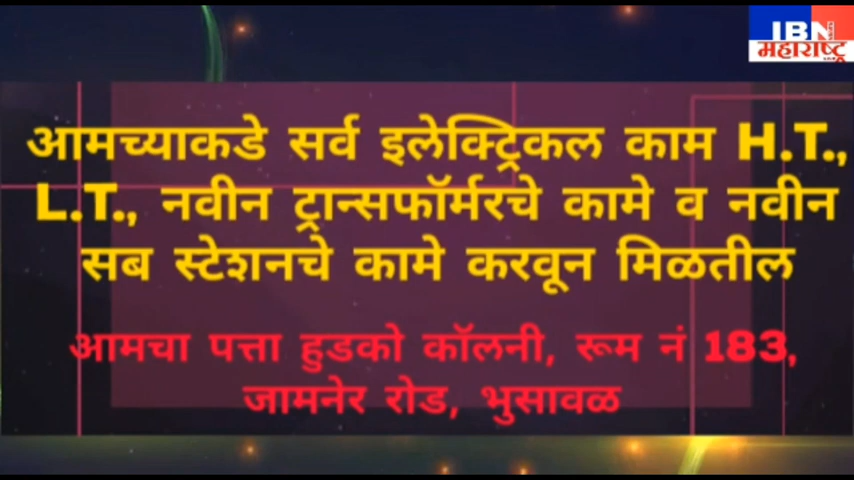 IBN
महाराष्ट्र
आमच्याकडे सर्व इलेक्ट्रिकल काम H.T.,
L.T., नवीन ट्रान्सफॉर्मरचे कामे व नवीन
सब स्टेशनचे कामे करवून मिळतील
आमचा पत्ता हुडको कॉलनी, रूम नं 183,
जामनेर रोड, भुसावळ